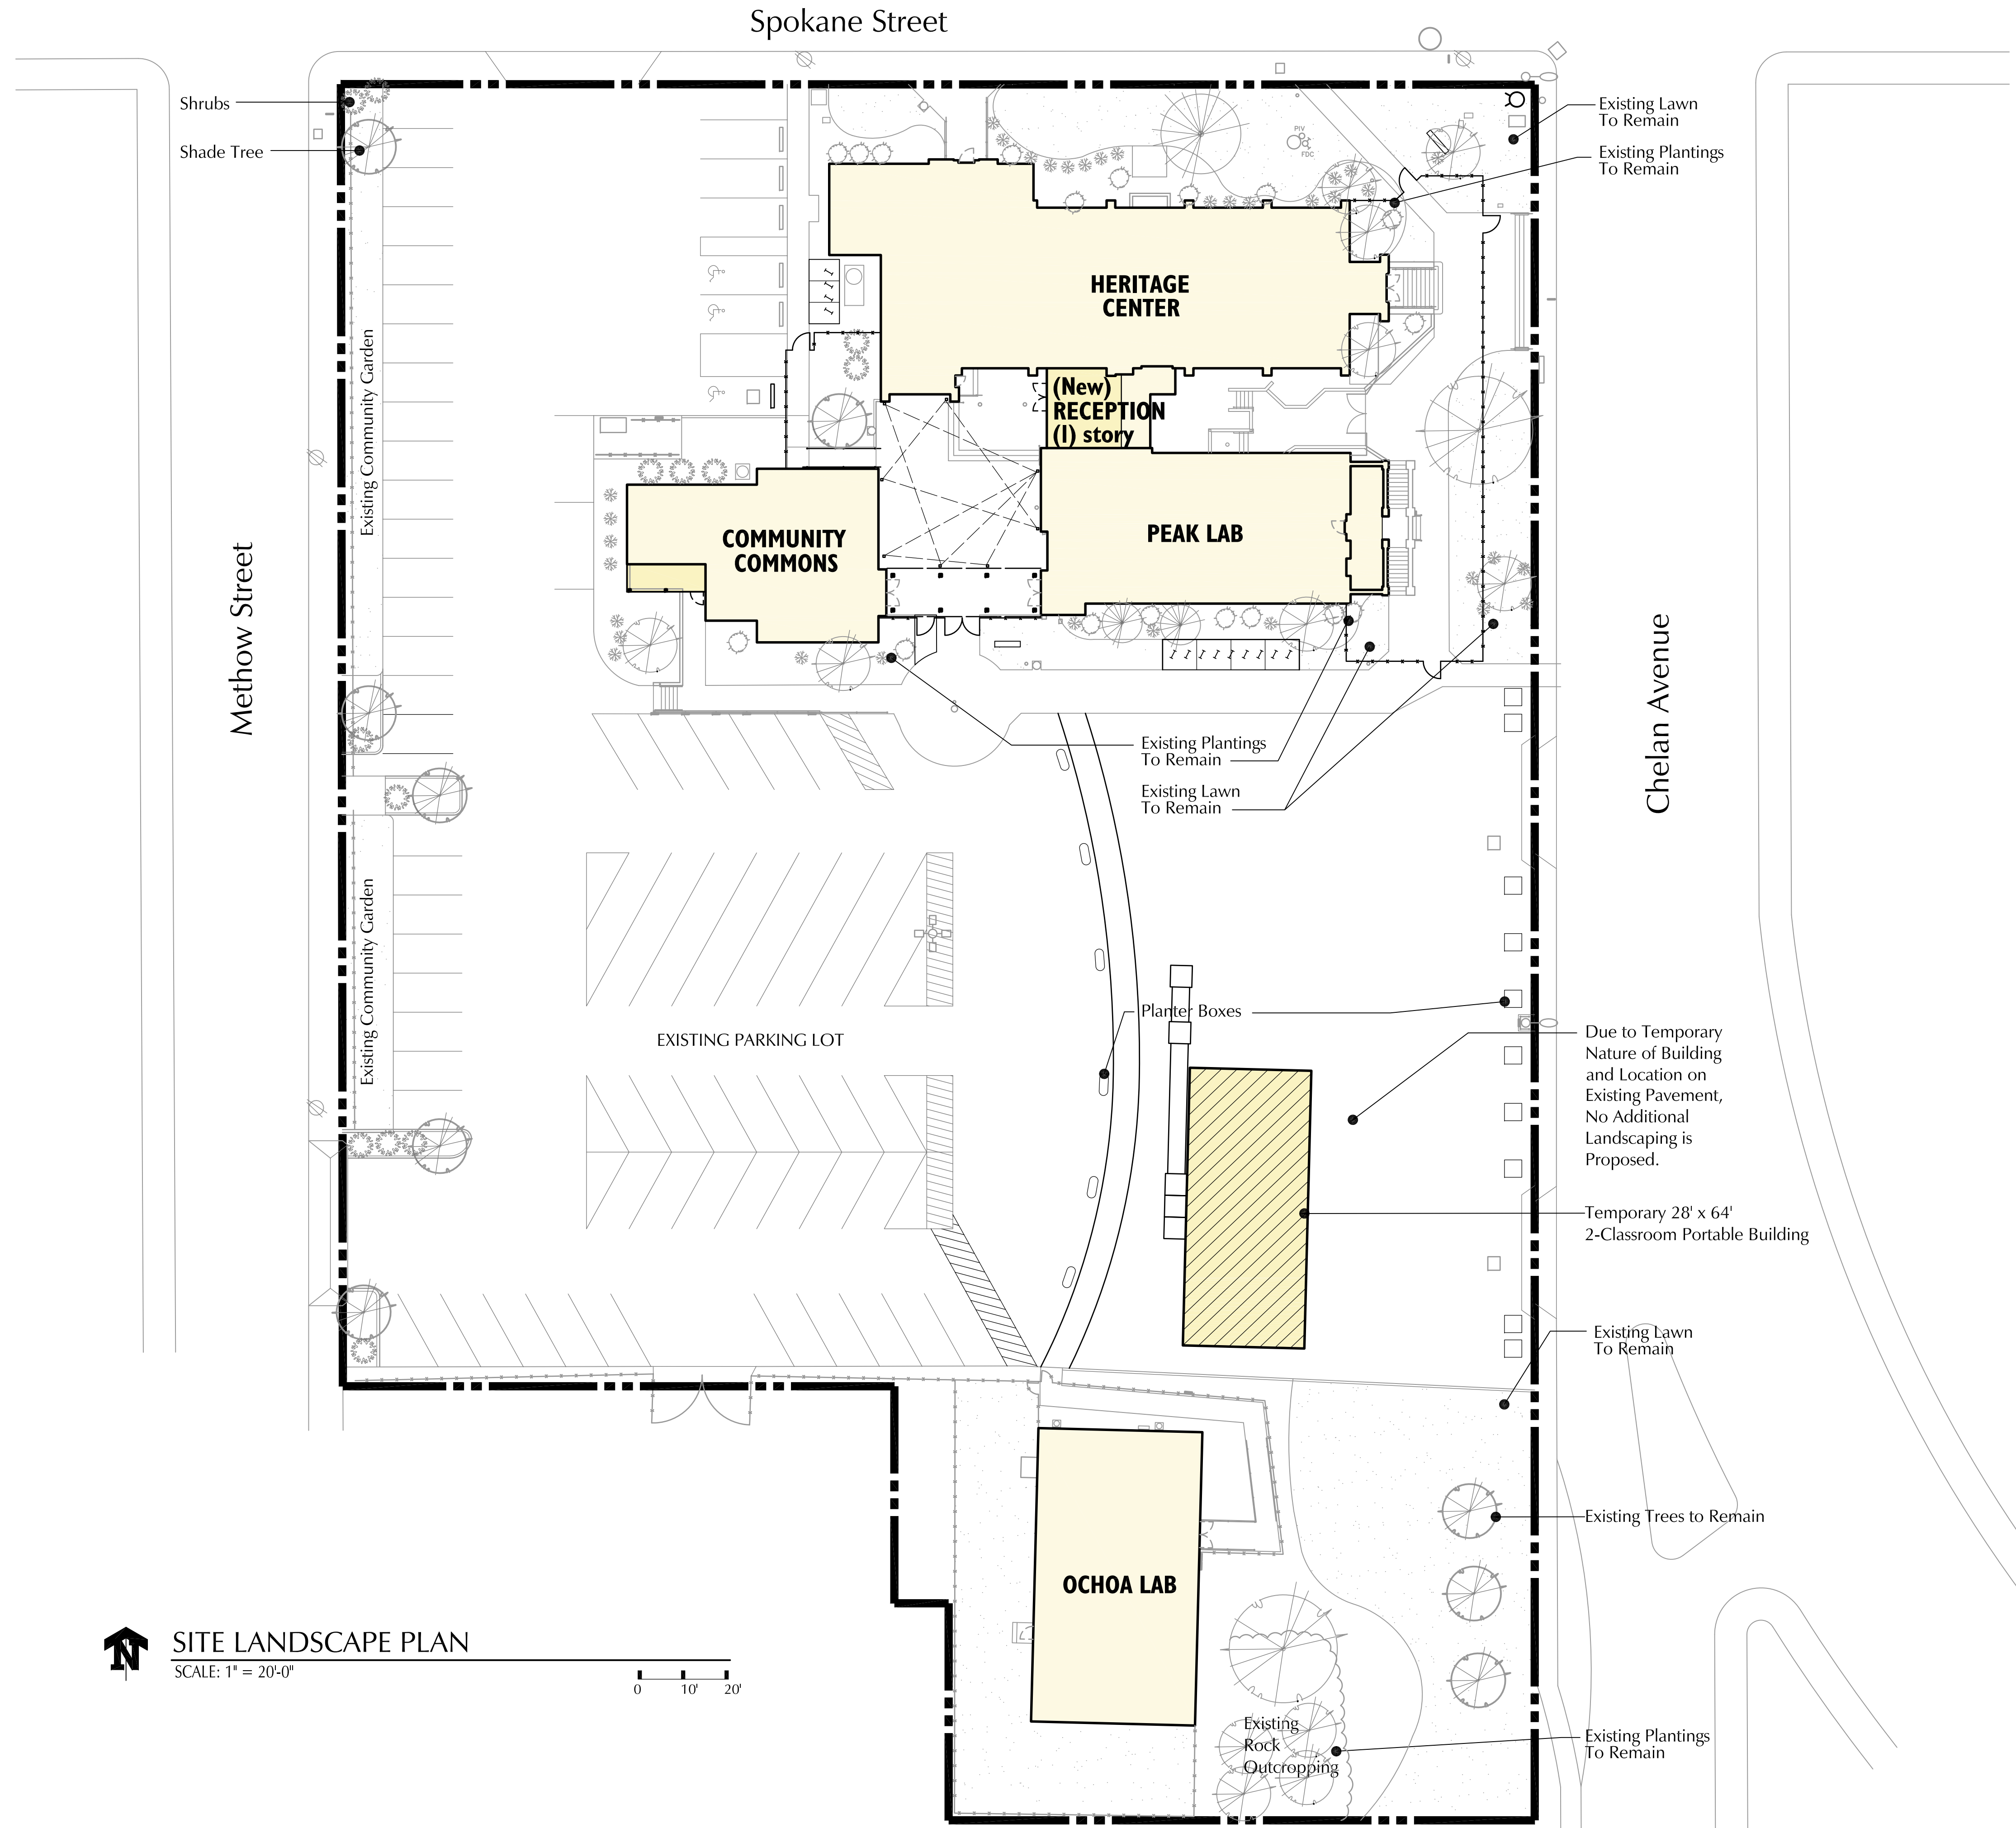 Spokane Street
Shrubs
Shade Tree
Existing Lawn
To Remain
Existing Plantings
To Remain
PIV
FDC
HERITAGE
CENTER
(New)
RECEPTION
(1) story
Existing Community Garden
COMMUNITY
COMMONS
PEAK LAB
Methow Street
Chelan Avenue
Existing Plantings
To Remain
Existing Lawn
To Remain
Existing Community Garden
Planter Boxes
EXISTING PARKING LOT
Due to Temporary
Nature of Building
and Location on
Existing Pavement,
No Additional
Landscaping is
Proposed.
Temporary 28' x 64'
2-Classroom Portable Building
Existing Lawn
To Remain
Existing Trees to Remain
OCHOA LAB
Existing
Rock
Outcropping
Existing Plantings
To Remain
N
SITE LANDSCAPE PLAN
SCALE: 1" = 20'-0"
0 10' 20'